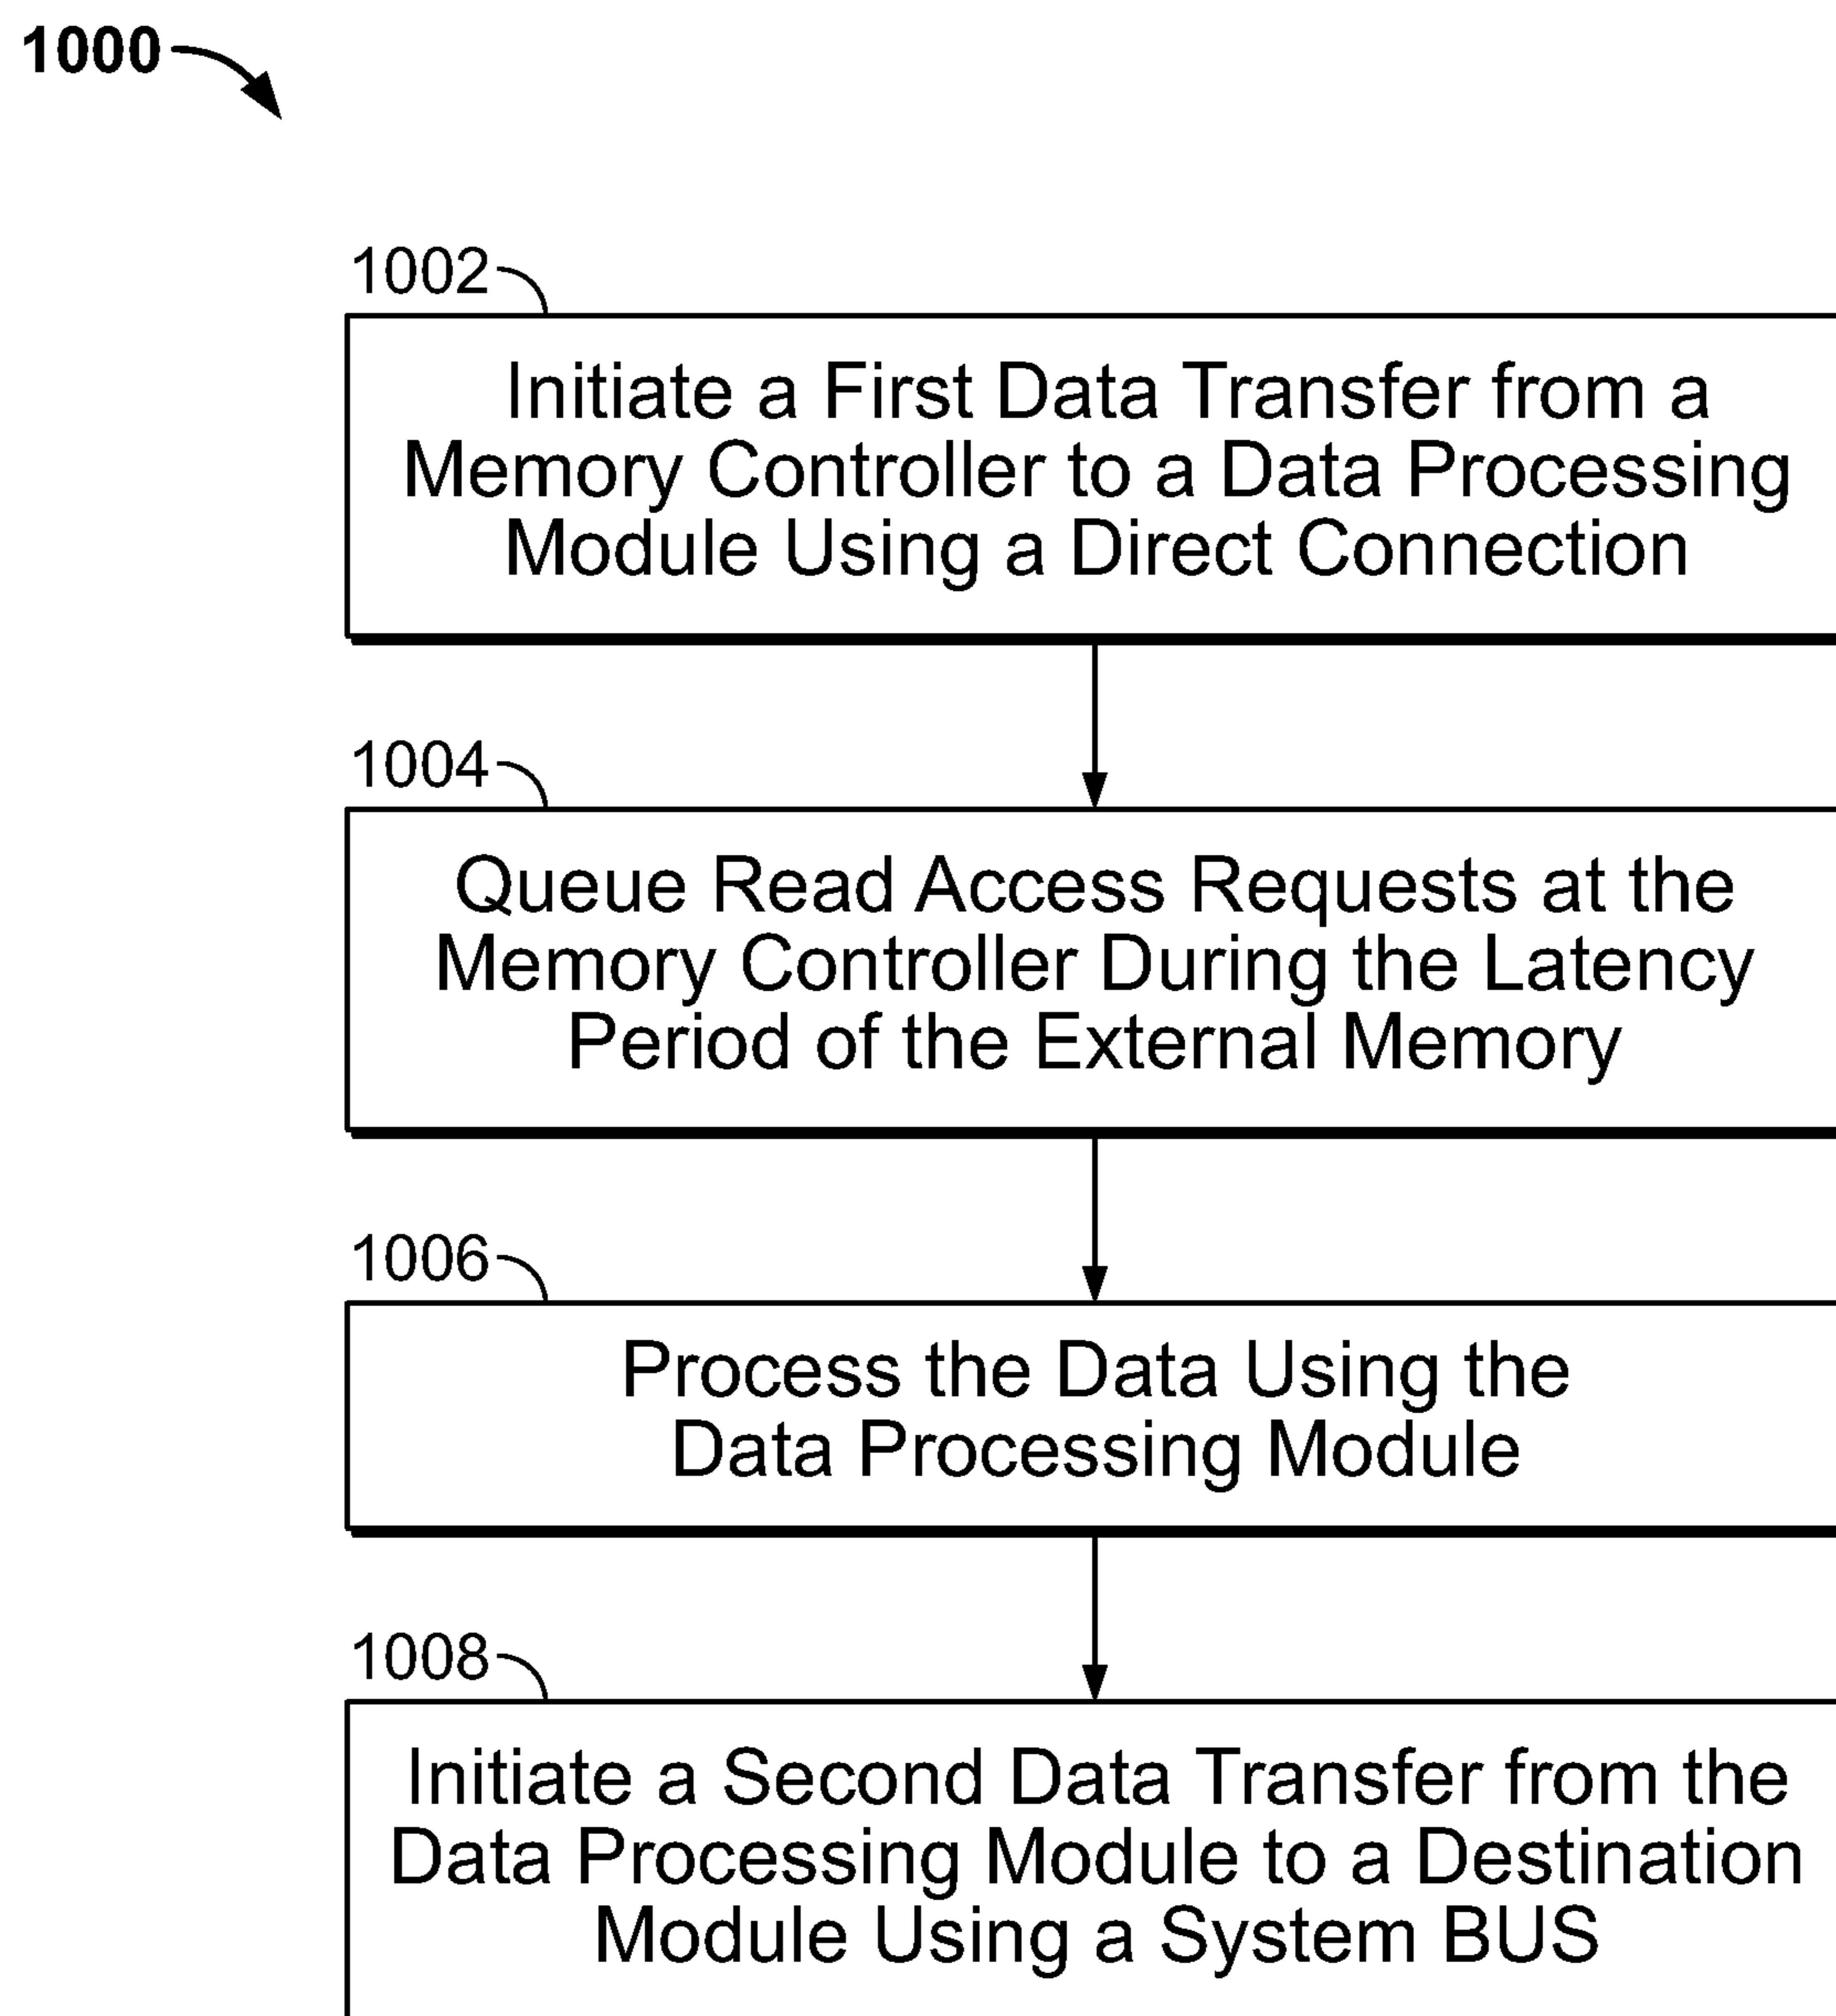 1000
1002
Initiate a First Data Transfer from a
Memory Controller to a Data Processing
Module Using a Direct Connection
1004
Queue Read Access Requests at the
Memory Controller During the Latency
Period of the External Memory
1006
Process the Data Using the
Data Processing Module
1008
Initiate a Second Data Transfer from the
Data Processing Module to a Destination
Module Using a System BUS